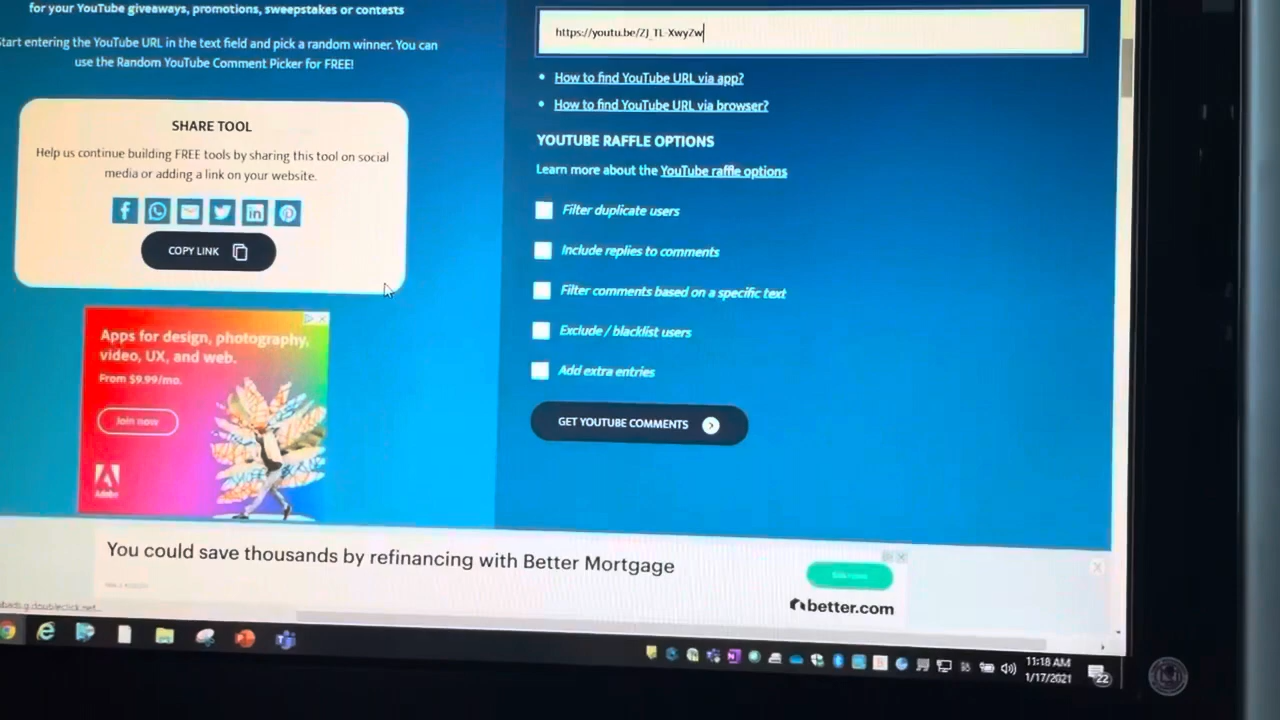 for your YouTube giveaways, promotions, sweepstakes or contests
tart entering the YouTube URL in the text field and pick a random winner. You can
use the Random YouTube Comment Picker for FREE!
SHARE TOOL
Help us continue building FREE tools by sharing this tool on social
media or adding a link on your website.
COPY LINK
Apps for design, photography,
video, UX, and web.
From $9.99/mo.
Join now
Adobe
https://youtu.be/ZJ_TL-XwyZw
• How to find YouTube URL via app?
• How to find YouTube URL via browser?
YOUTUBE RAFFLE OPTIONS
Learn more about the YouTube raffle options
Filter duplicate users
Include replies to comments
Filter comments based on a specific text
Exclude / blacklist users
Add extra entries
GET YOUTUBE COMMENTS
You could save thousands by refinancing with Better Mortgage
better.com
11:18 AM
1/17/2021
22